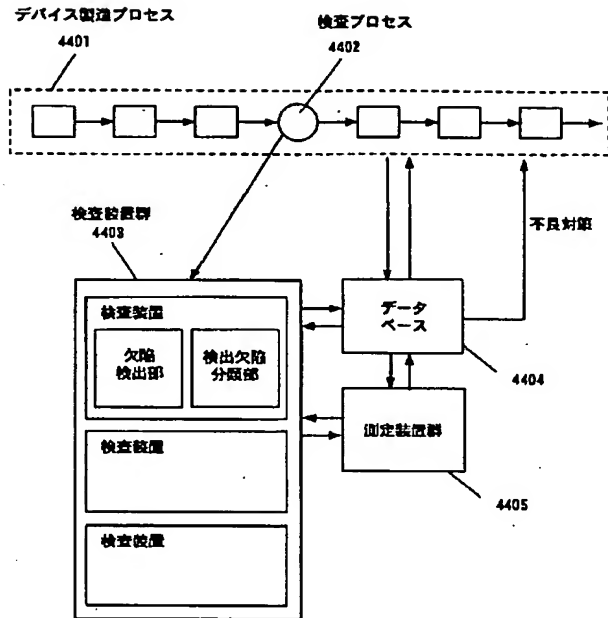 デバイス製造プロセス
4401
検査プロセス
4402
検査装置群
4403
検査装置
欠陥
検出部
検出欠陥
分類部
検査装置
検査装置
データ
ベース
4404
測定装置群
4405
不良対策